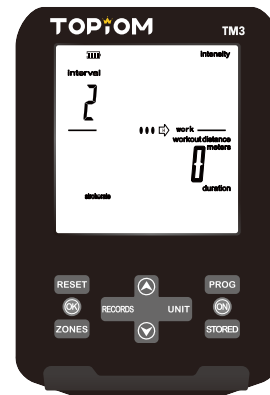 TOPIOM
TM3
intensity
interval
2
work
workout distance
meters
0
strokerate
duration
RESET
PROG
OK
RECORDS
UNIT
ON
ZONES
STORED